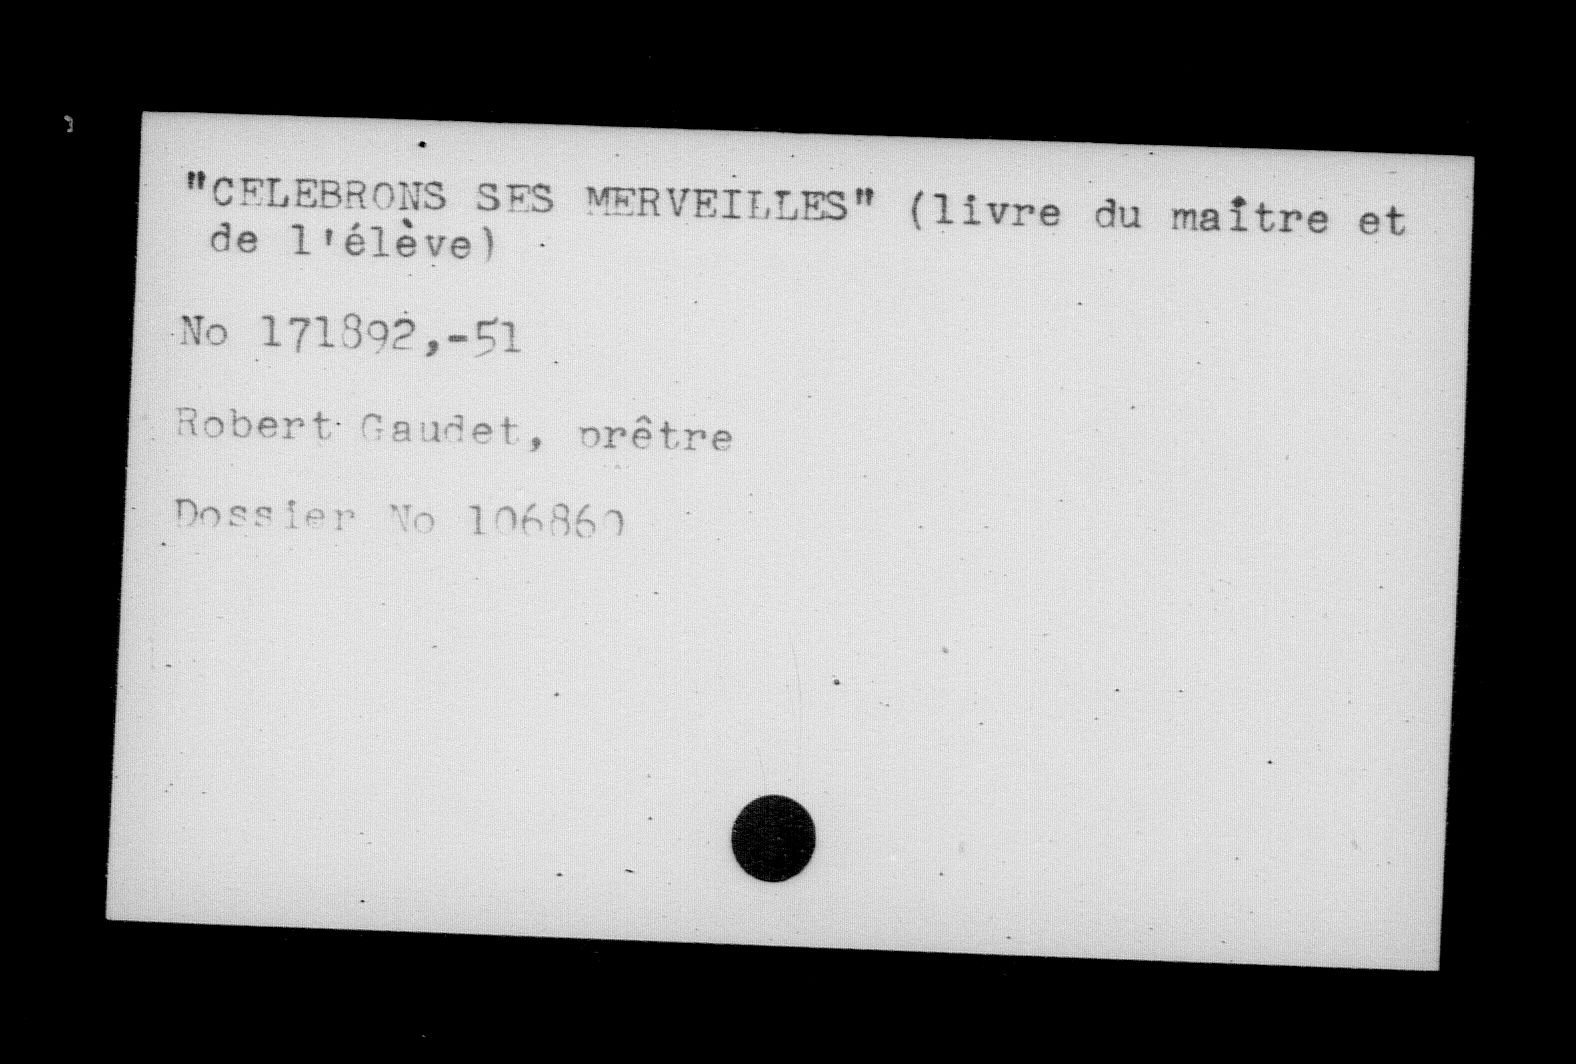 "CELEBRONS SES MERVEILLES" (livre du maître et
de l'élève)
No 171892,-51
Robert Gaudet, prêtre
Dossier No 106860